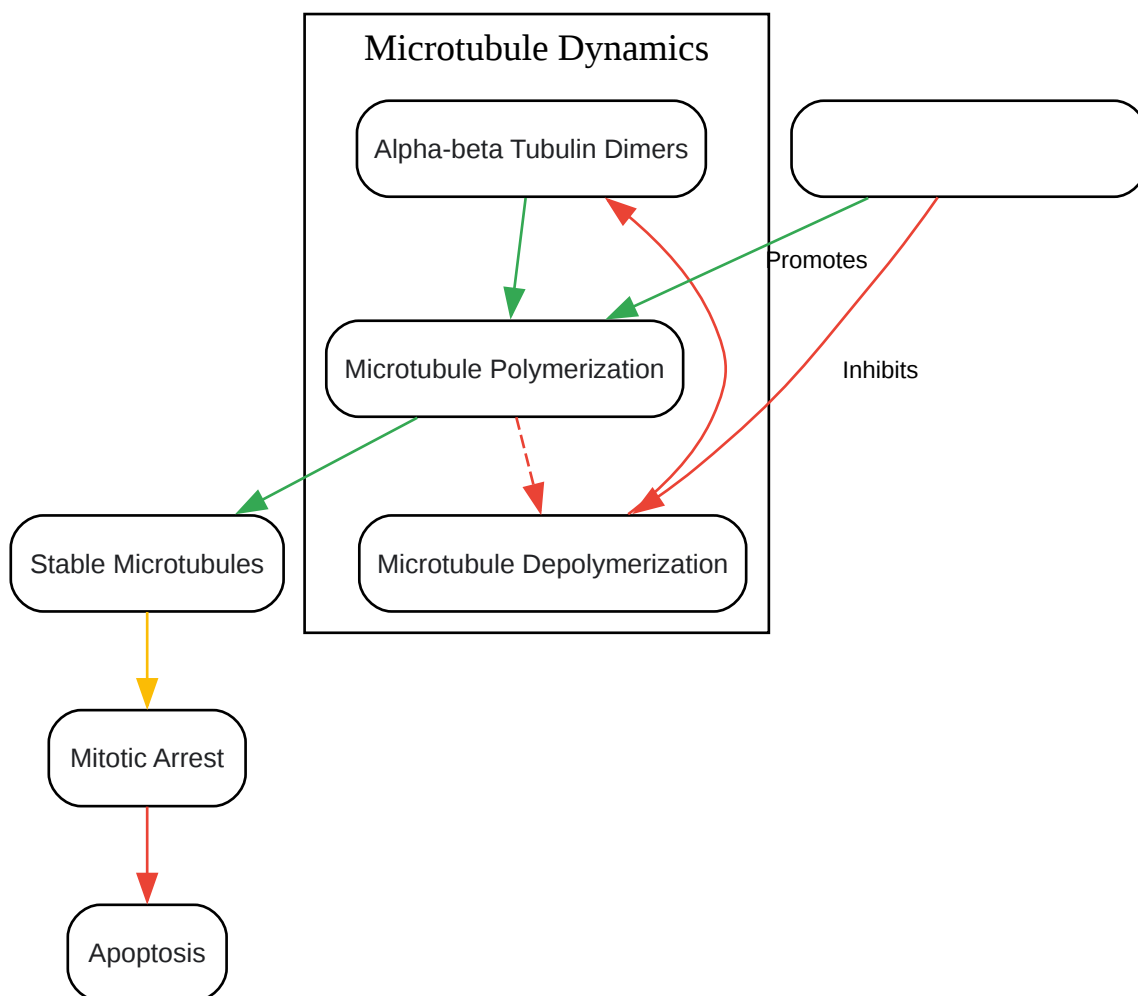 Microtubule Dynamics
Alpha-beta Tubulin Dimers
Promotes
Microtubule Polymerization
Inhibits
Stable Microtubules
Microtubule Depolymerization
Mitotic Arrest
Apoptosis